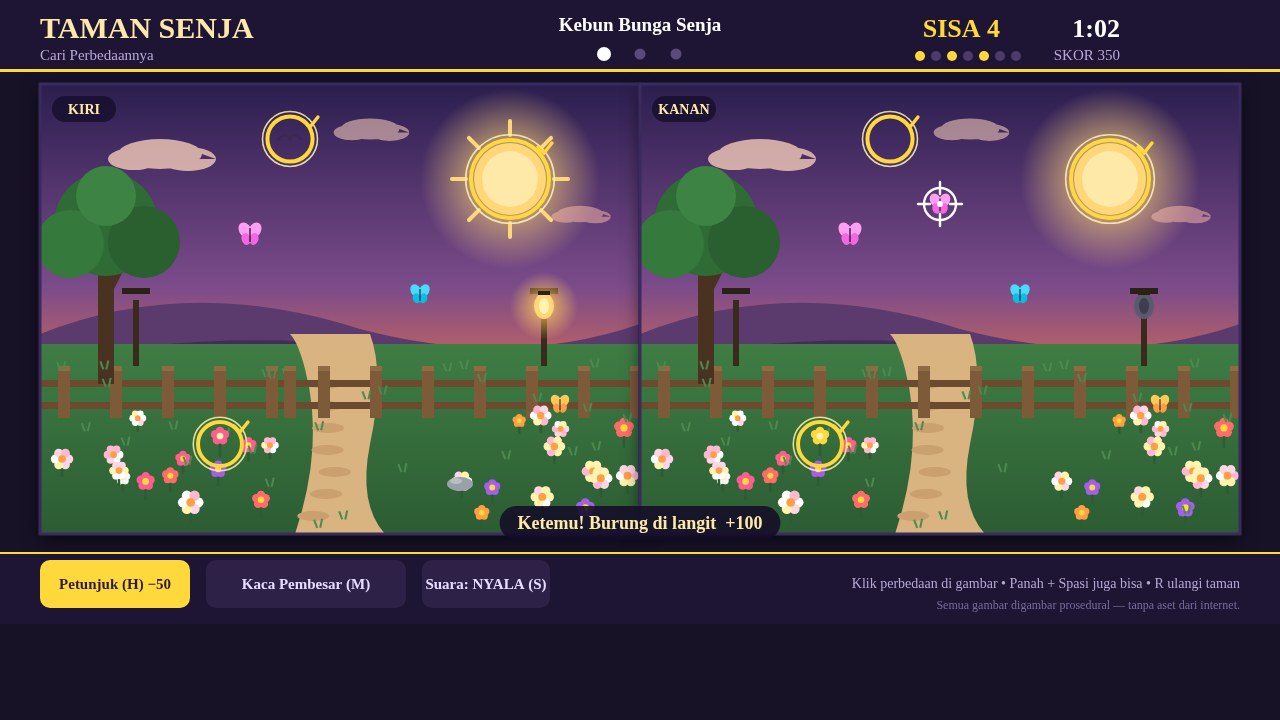 TAMAN SENJA
Cari Perbedaannya
Kebun Bunga Senja
SISA 4
1:02
SKOR 350
KIRI
KANAN
Ketemu! Burung di langit +100
Petunjuk (H) −50
Kaca Pembesar (M)
Suara: NYALA (S)
Klik perbedaan di gambar • Panah + Spasi juga bisa • R ulangi taman
Semua gambar digambar prosedural — tanpa aset dari internet.